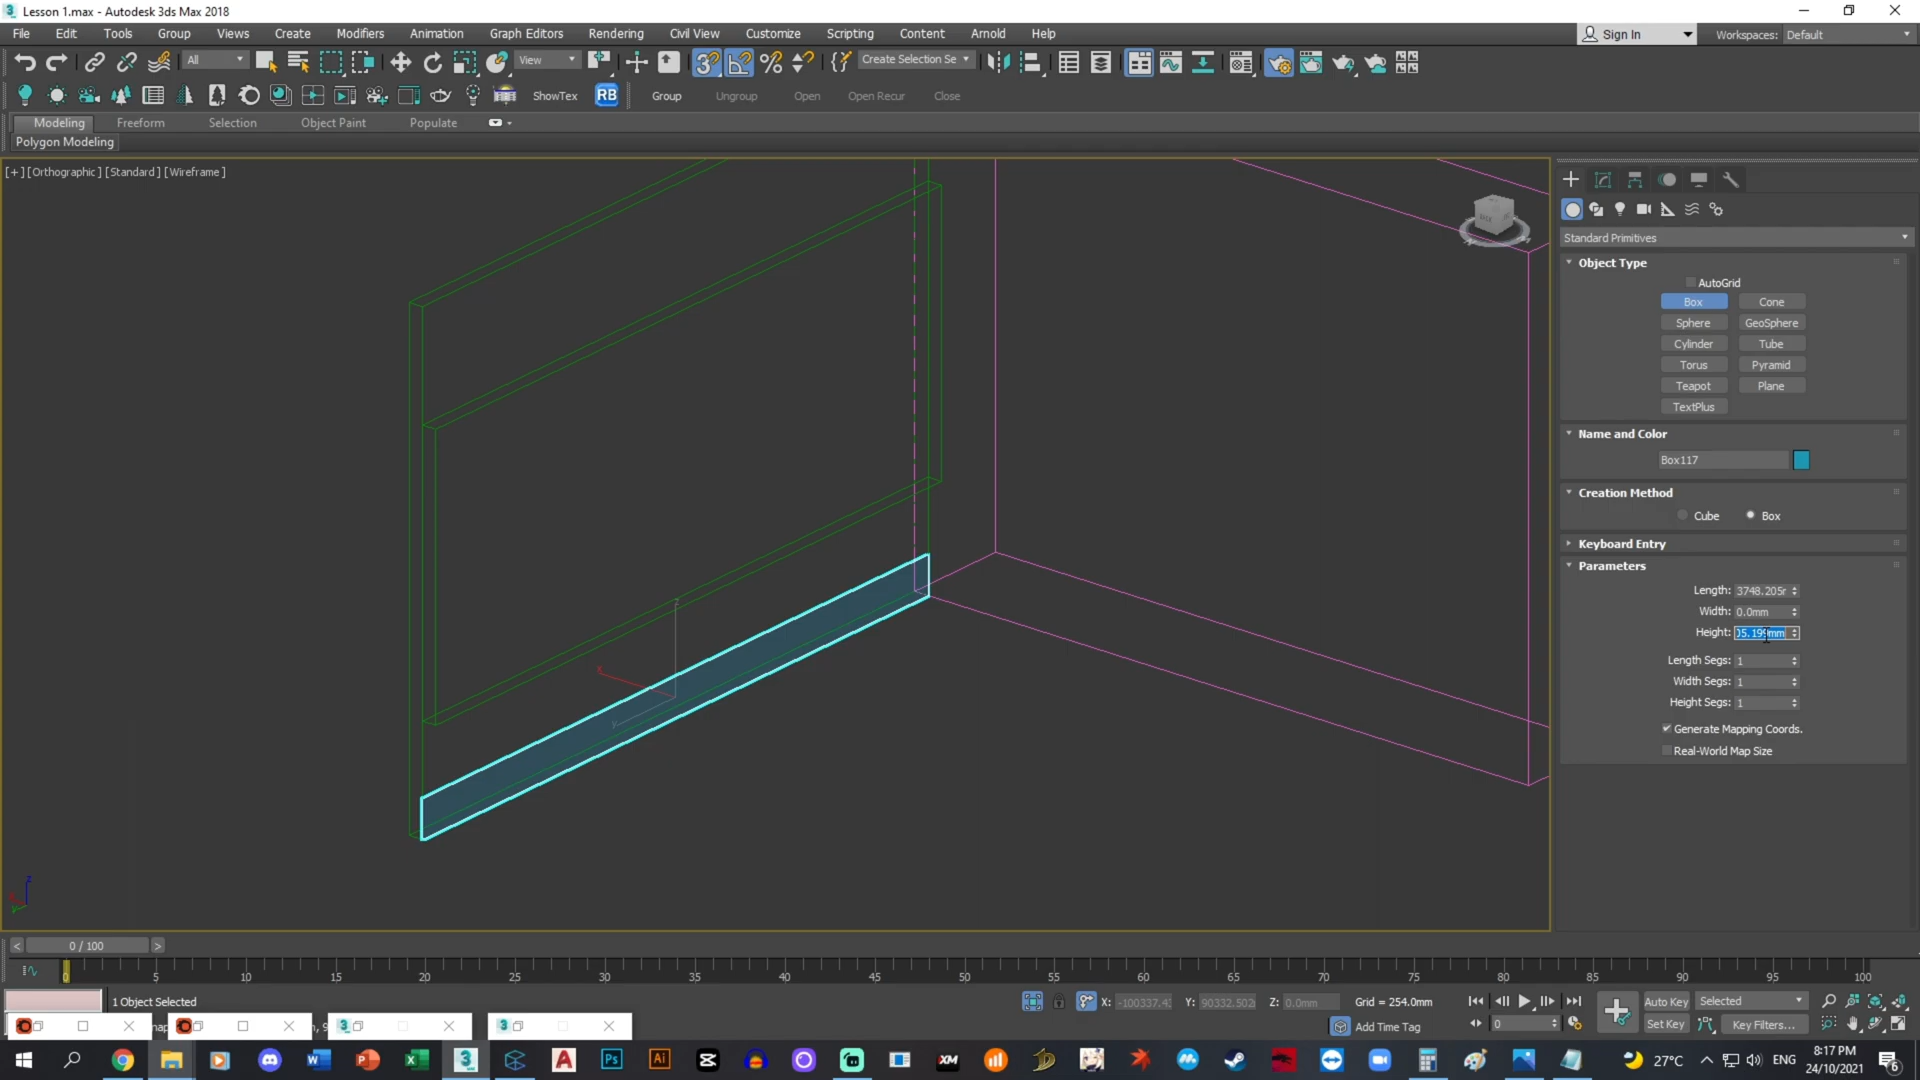 Lesson 1.max - Autodesk 3ds Max 2018
File Edit Tools Group Views Create Modifiers Animation Graph Editors Rendering Civil View Customize Scripting Content Arnold Help
Sign In Workspaces: Default
All View Create Selection Se
ShowTex RB Group Ungroup Open Open Recur Close
Modeling Freeform Selection Object Paint Populate
Polygon Modeling
[+] [Orthographic] [Standard] [Wireframe]
Standard Primitives
Object Type
AutoGrid
Box Cone
Sphere GeoSphere
Cylinder Tube
Torus Pyramid
Teapot Plane
TextPlus
Name and Color
Box117
Creation Method
Cube Box
Keyboard Entry
Parameters
Length: 3748.205r
Width: 0.0mm
Height: 05.199mm
Length Segs: 1
Width Segs: 1
Height Segs: 1
Generate Mapping Coords.
Real-World Map Size
z
x
y
z
y
< 0 / 100 >
0 5 10 15 20 25 30 35 40 45 50 55 60 65 70 75 80 85 90 95 100
1 Object Selected X: -100337.43 Y: 90332.502 Z: 0.0mm Grid = 254.0mm Auto Key Selected
Add Time Tag 0 Set Key Key Filters...
27°C ENG 8:17 PM
24/10/2021 6